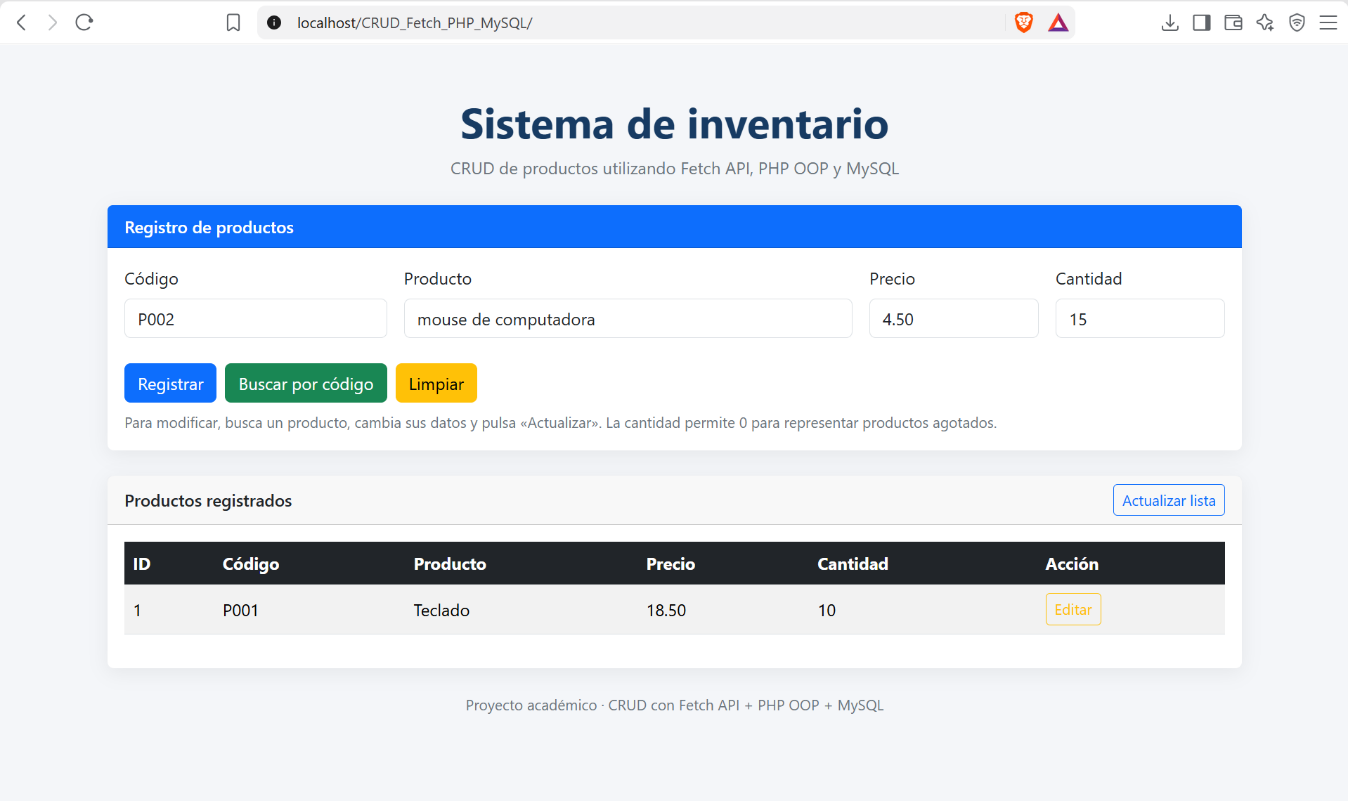 localhost/CRUD_Fetch_PHP_MySQL/
Sistema de inventario
CRUD de productos utilizando Fetch API, PHP OOP y MySQL
Registro de productos
Código Producto Precio Cantidad
P002 mouse de computadora 4.50 15
Registrar Buscar por código Limpiar
Para modificar, busca un producto, cambia sus datos y pulsa «Actualizar». La cantidad permite 0 para representar productos agotados.
Productos registrados Actualizar lista
ID Código Producto Precio Cantidad Acción
1 P001 Teclado 18.50 10 Editar
Proyecto académico · CRUD con Fetch API + PHP OOP + MySQL